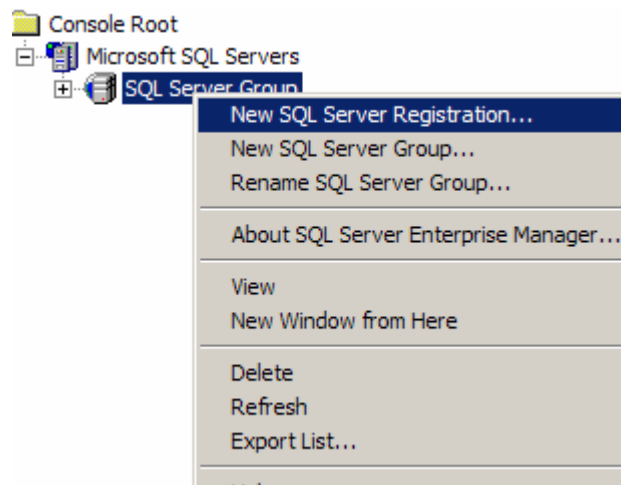 Console Root
Microsoft SQL Servers
SQL Server Group
New SQL Server Registration...
New SQL Server Group...
Rename SQL Server Group...
About SQL Server Enterprise Manager...
View
New Window from Here
Delete
Refresh
Export List...